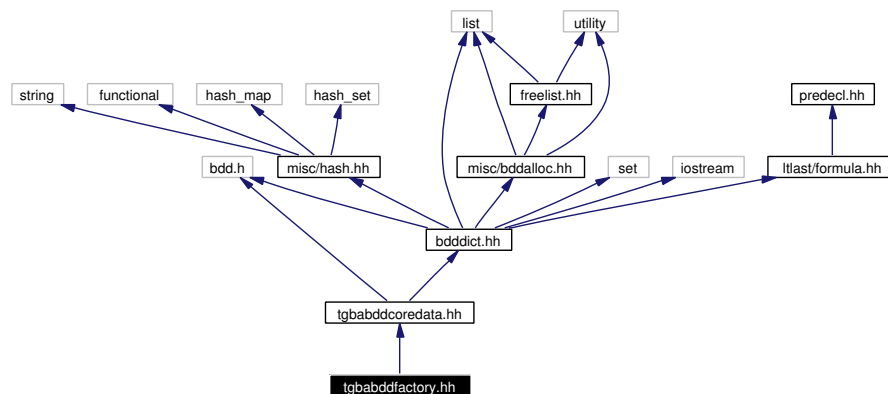 list
utility
string
functional
hash_map
hash_set
freelist.hh
predecl.hh
bdd.h
misc/hash.hh
misc/bddalloc.hh
set
iostream
ltlast/formula.hh
bdddict.hh
tgbabddcoredata.hh
tgbabddfactory.hh